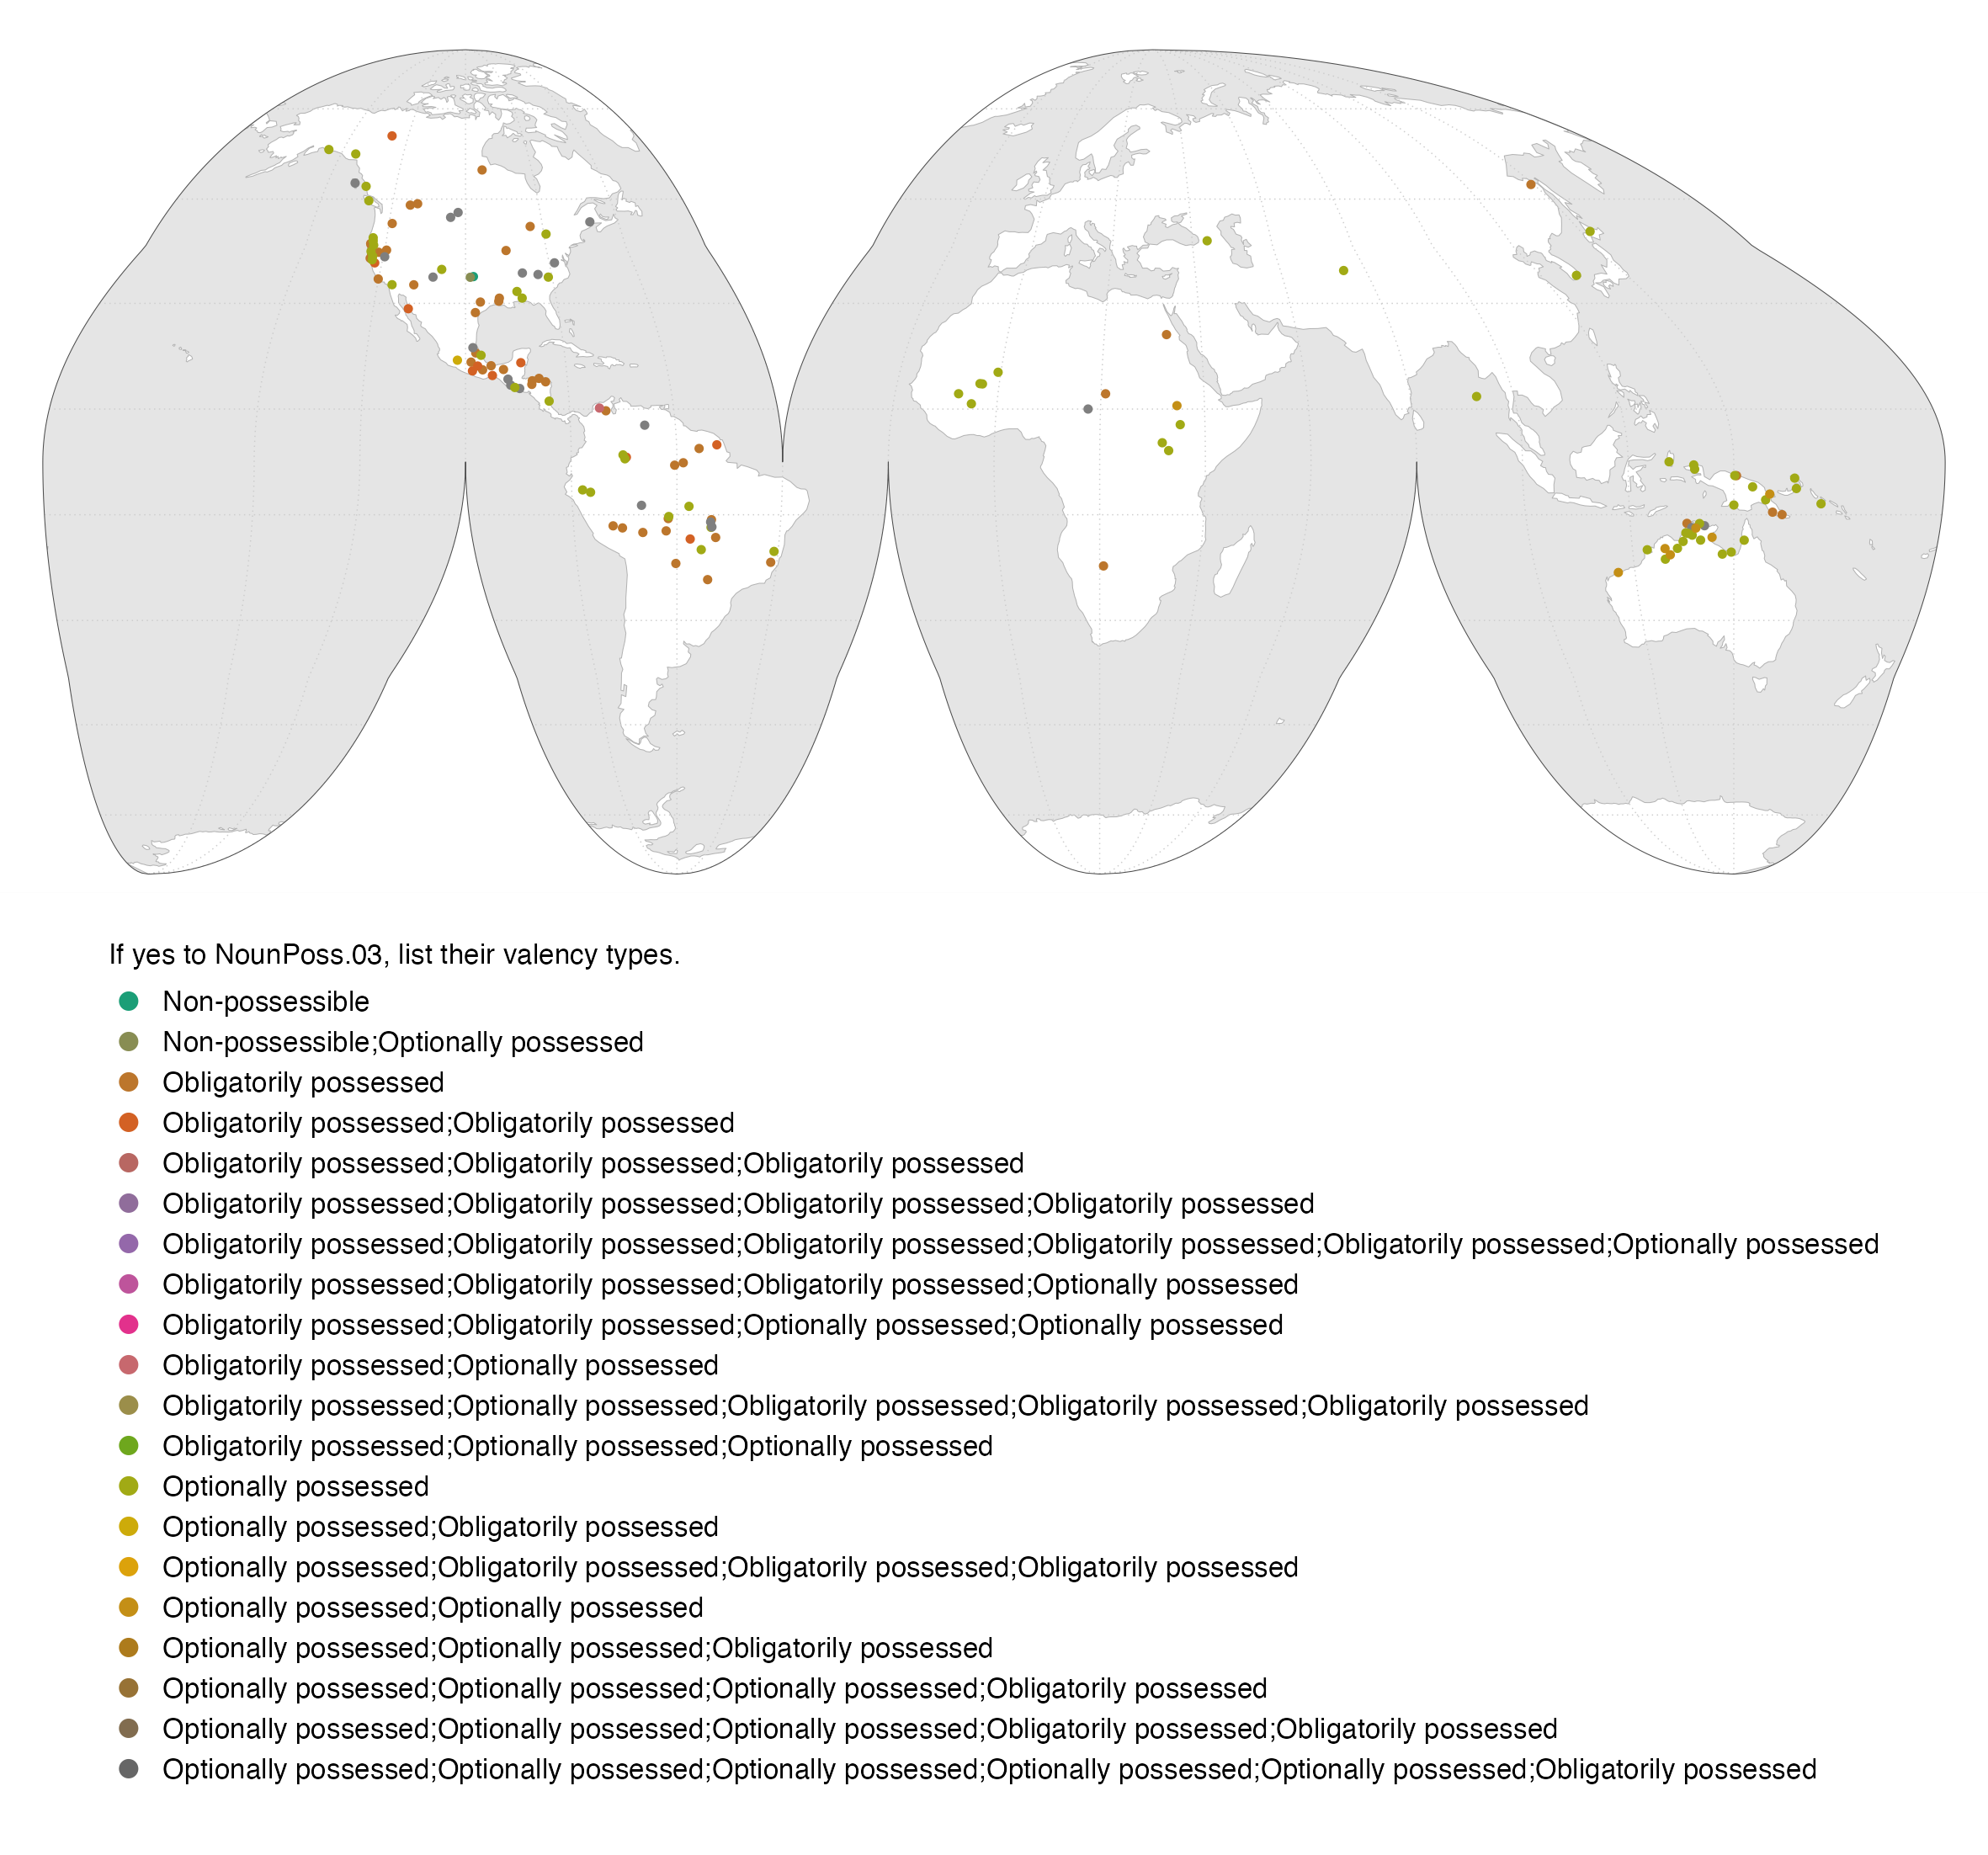 If yes to NounPoss.03, list their valency types.
Non-possessible
Non-possessible;Optionally possessed
Obligatorily possessed
Obligatorily possessed;Obligatorily possessed
Obligatorily possessed;Obligatorily possessed;Obligatorily possessed
Obligatorily possessed;Obligatorily possessed;Obligatorily possessed;Obligatorily possessed
Obligatorily possessed;Obligatorily possessed;Obligatorily possessed;Obligatorily possessed;Obligatorily possessed;Optionally possessed
Obligatorily possessed;Obligatorily possessed;Obligatorily possessed;Optionally possessed
Obligatorily possessed;Obligatorily possessed;Optionally possessed;Optionally possessed
Obligatorily possessed;Optionally possessed
Obligatorily possessed;Optionally possessed;Obligatorily possessed;Obligatorily possessed;Obligatorily possessed
Obligatorily possessed;Optionally possessed;Optionally possessed
Optionally possessed
Optionally possessed;Obligatorily possessed
Optionally possessed;Obligatorily possessed;Obligatorily possessed;Obligatorily possessed
Optionally possessed;Optionally possessed
Optionally possessed;Optionally possessed;Obligatorily possessed
Optionally possessed;Optionally possessed;Optionally possessed;Obligatorily possessed
Optionally possessed;Optionally possessed;Optionally possessed;Obligatorily possessed;Obligatorily possessed
Optionally possessed;Optionally possessed;Optionally possessed;Optionally possessed;Optionally possessed;Obligatorily possessed